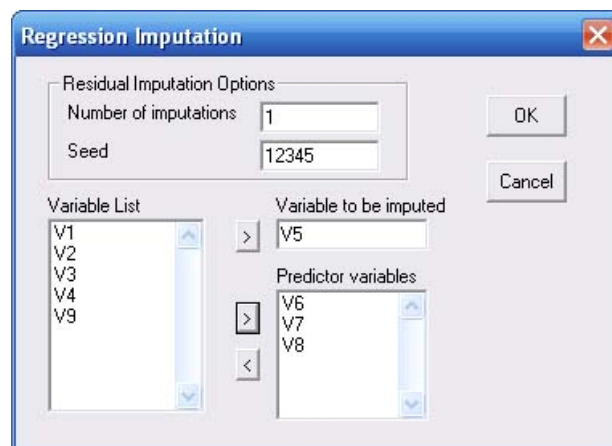 Regression Imputation
Residual Imputation Options
Number of imputations 1
Seed 12345
OK
Cancel
Variable List
V1
V2
V3
V4
V9
>
Variable to be imputed
V5
>
<
Predictor variables
V6
V7
V8